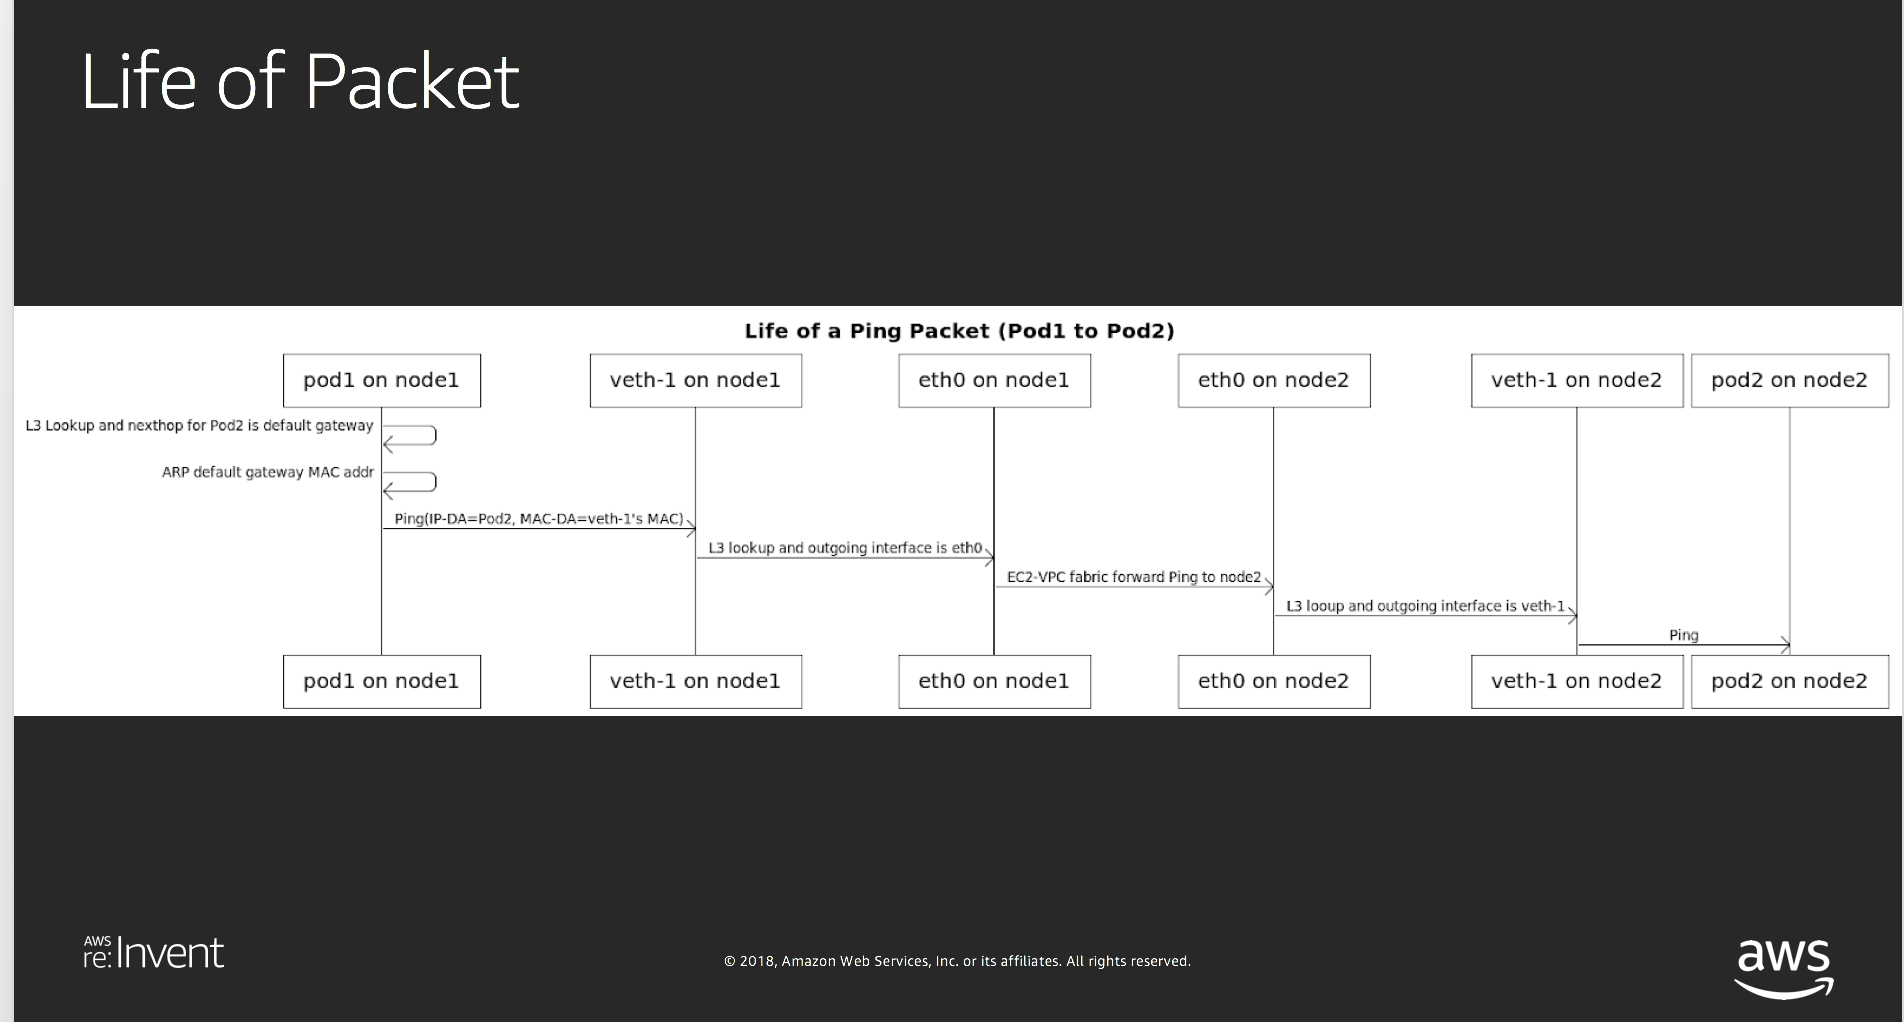 Life of Packet
Life of a Ping Packet (Pod1 to Pod2)
pod1 on node1
veth-1 on node1
eth0 on node1
eth0 on node2
veth-1 on node2
pod2 on node2
L3 Lookup and nexthop for Pod2 is default gateway
ARP default gateway MAC addr
Ping(IP-DA=Pod2, MAC-DA=veth-1's MAC)
L3 lookup and outgoing interface is eth0
EC2-VPC fabric forward Ping to node2
L3 looup and outgoing interface is veth-1
Ping
pod1 on node1
veth-1 on node1
eth0 on node1
eth0 on node2
veth-1 on node2
pod2 on node2
AWS
re:Invent
© 2018, Amazon Web Services, Inc. or its affiliates. All rights reserved.
aws